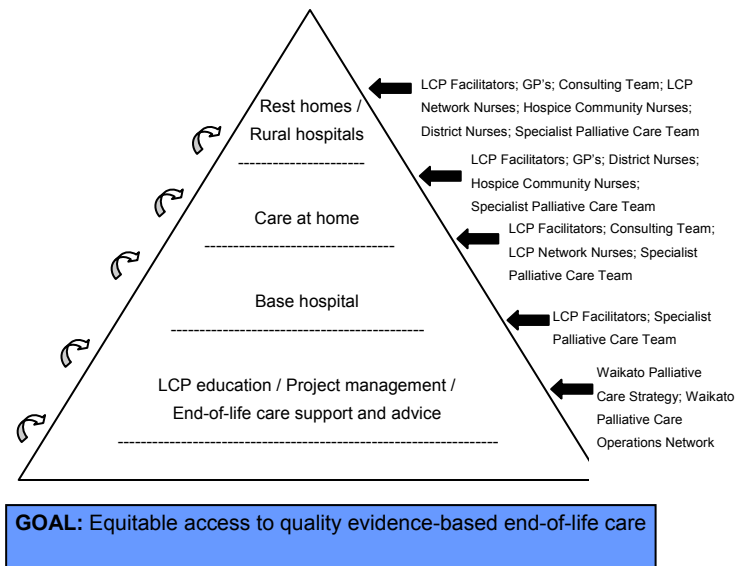 Rest homes /
Rural hospitals
-----------------------
Care at home
----------------------------------
Base hospital
----------------------------------------------
LCP education / Project management /
End-of-life care support and advice
--------------------------------------------------------------------
LCP Facilitators; GP's; Consulting Team; LCP
Network Nurses; Hospice Community Nurses;
District Nurses; Specialist Palliative Care Team
LCP Facilitators; GP's; District Nurses;
Hospice Community Nurses;
Specialist Palliative Care Team
LCP Facilitators; Consulting Team;
LCP Network Nurses; Specialist
Palliative Care Team
LCP Facilitators; Specialist
Palliative Care Team
Waikato Palliative
Care Strategy; Waikato
Palliative Care
Operations Network
GOAL: Equitable access to quality evidence-based end-of-life care